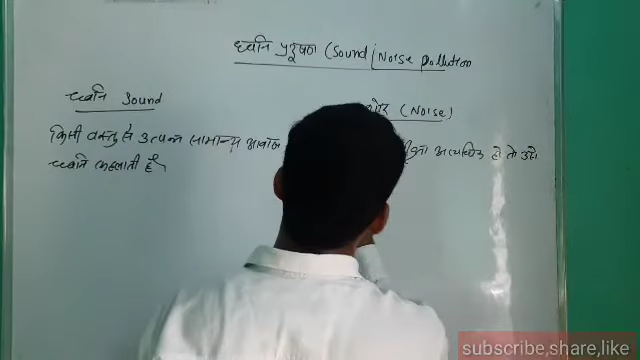 ध्वनि प्रदूषण (Sound/Noise Pollution
ध्वनि Sound
शोर (Noise)
किसी वस्तु से उत्पन्न सामान्य आवाज
ध्वनि कहलाती है
अत्यधिक हो तो उसे
subscribe,share,like